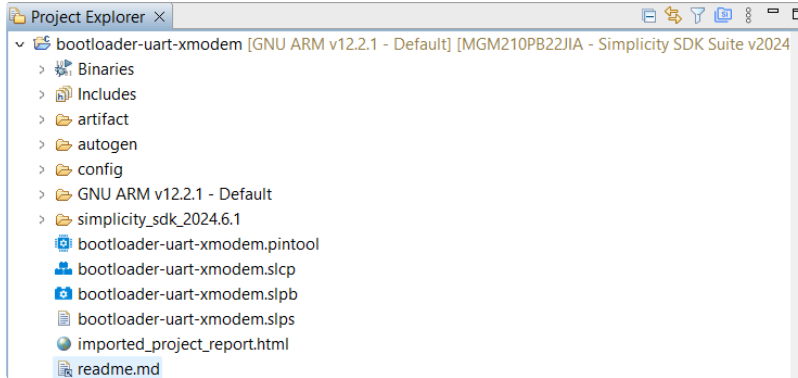 Project Explorer
bootloader-uart-xmodem [GNU ARM v12.2.1 - Default] [MGM210PB22JIA - Simplicity SDK Suite v2024
Binaries
Includes
artifact
autogen
config
GNU ARM v12.2.1 - Default
simplicity_sdk_2024.6.1
bootloader-uart-xmodem.pintool
bootloader-uart-xmodem.slcp
bootloader-uart-xmodem.slpb
bootloader-uart-xmodem.slps
imported_project_report.html
readme.md